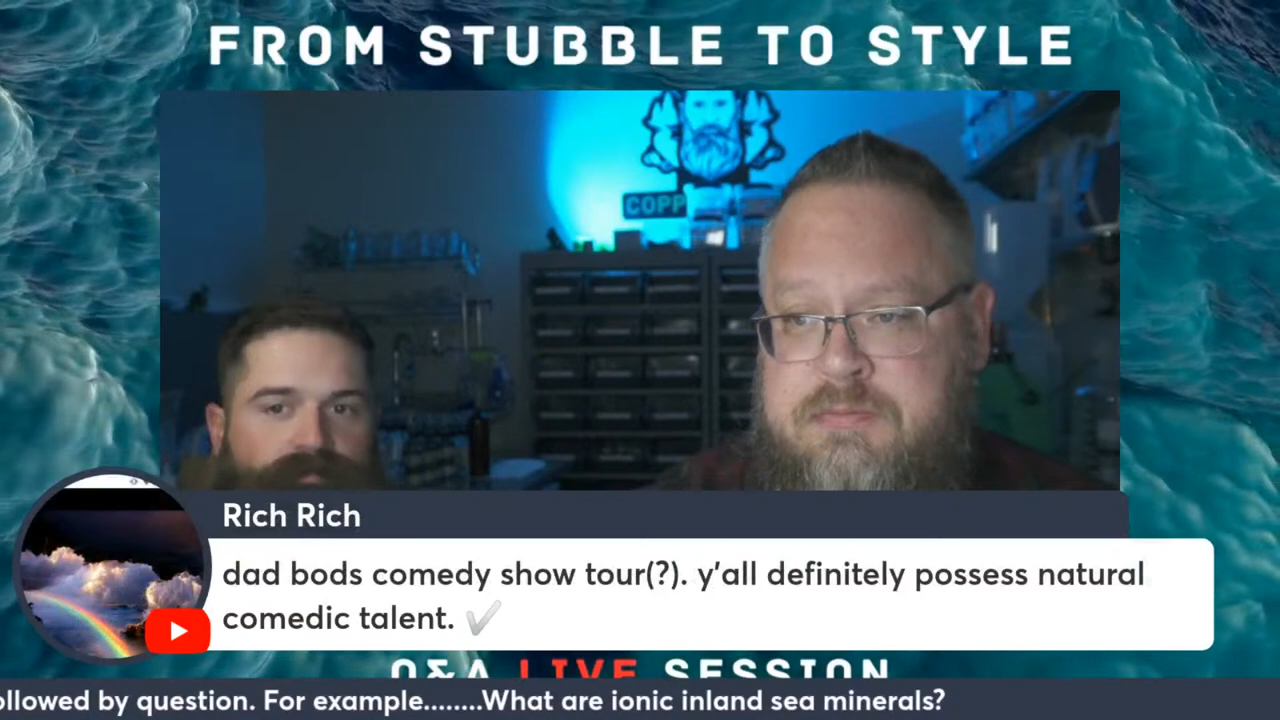 FROM STUBBLE TO STYLE
COPP
Rich Rich
dad bods comedy show tour(?). y'all definitely possess natural
comedic talent. ✔
Q&A LIVE SESSION
ollowed by question. For example........What are ionic inland sea minerals?